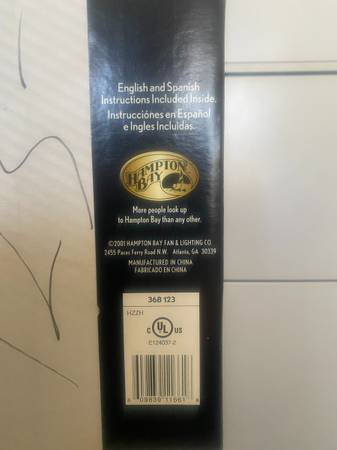 English and Spanish
Instructions Included Inside.
Instrucciónes en Español
e Ingles Incluidas.
HAMPTON
BAY
More people look up
to Hampton Bay than any other.
©2001 HAMPTON BAY FAN & LIGHTING CO.
2455 Paces Ferry Road N.W. Atlanta, GA 30339
MANUFACTURED IN CHINA
FABRICADO EN CHINA
368 123
HZZH
C UL US
E124037-2